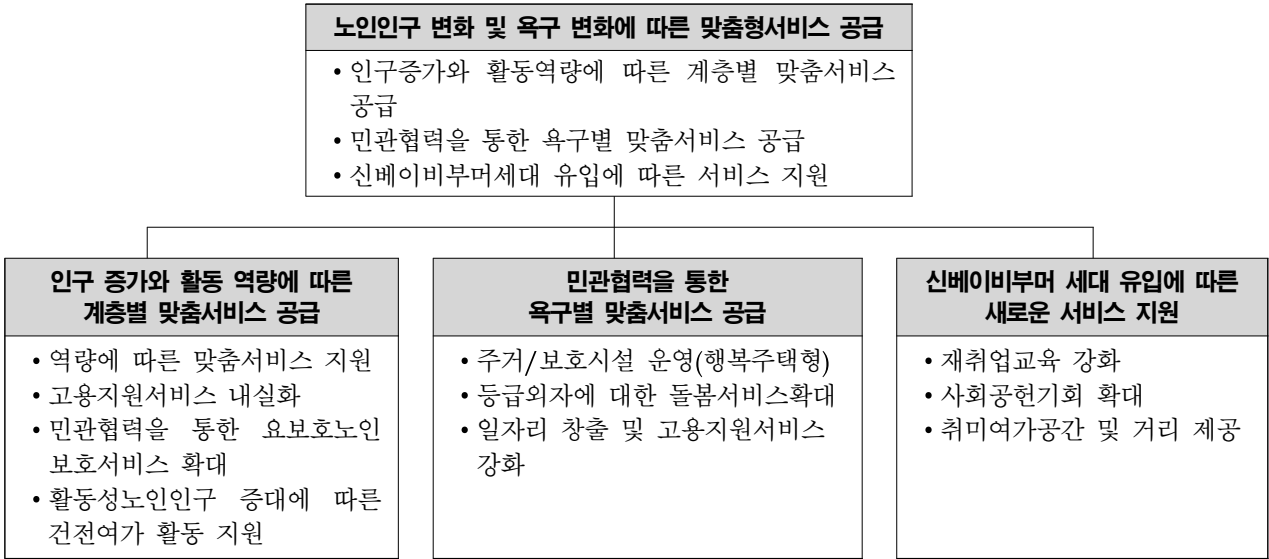 노인인구 변화 및 욕구 변화에 따른 맞춤형서비스 공급
• 인구증가와 활동역량에 따른 계층별 맞춤서비스
공급
• 민관협력을 통한 욕구별 맞춤서비스 공급
• 신베이비부머세대 유입에 따른 서비스 지원
인구 증가와 활동 역량에 따른
계층별 맞춤서비스 공급
• 역량에 따른 맞춤서비스 지원
• 고용지원서비스 내실화
• 민관협력을 통한 요보호노인
보호서비스 확대
• 활동성노인인구 증대에 따른
건전여가 활동 지원
민관협력을 통한
욕구별 맞춤서비스 공급
• 주거/보호시설 운영(행복주택형)
• 등급외자에 대한 돌봄서비스확대
• 일자리 창출 및 고용지원서비스
강화
신베이비부머 세대 유입에 따른
새로운 서비스 지원
• 재취업교육 강화
• 사회공헌기회 확대
• 취미여가공간 및 거리 제공